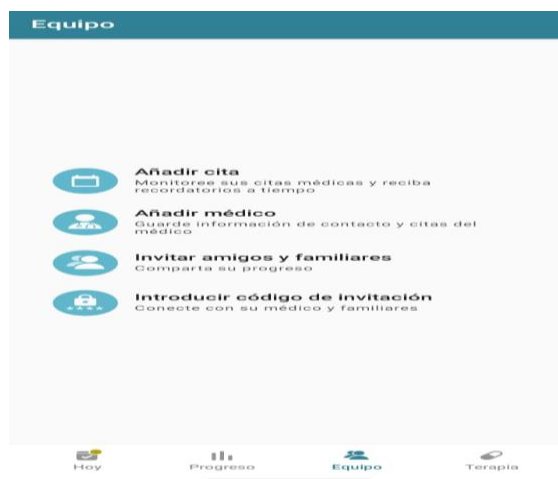 Equipo
Añadir cita
Monitoree sus citas médicas y reciba
recordatorios a tiempo
Añadir médico
Guarde información de contacto y citas del
médico
Invitar amigos y familiares
Comparta su progreso
Introducir código de invitación
Conecte con su médico y familiares
Hoy
Progreso
Equipo
Terapia